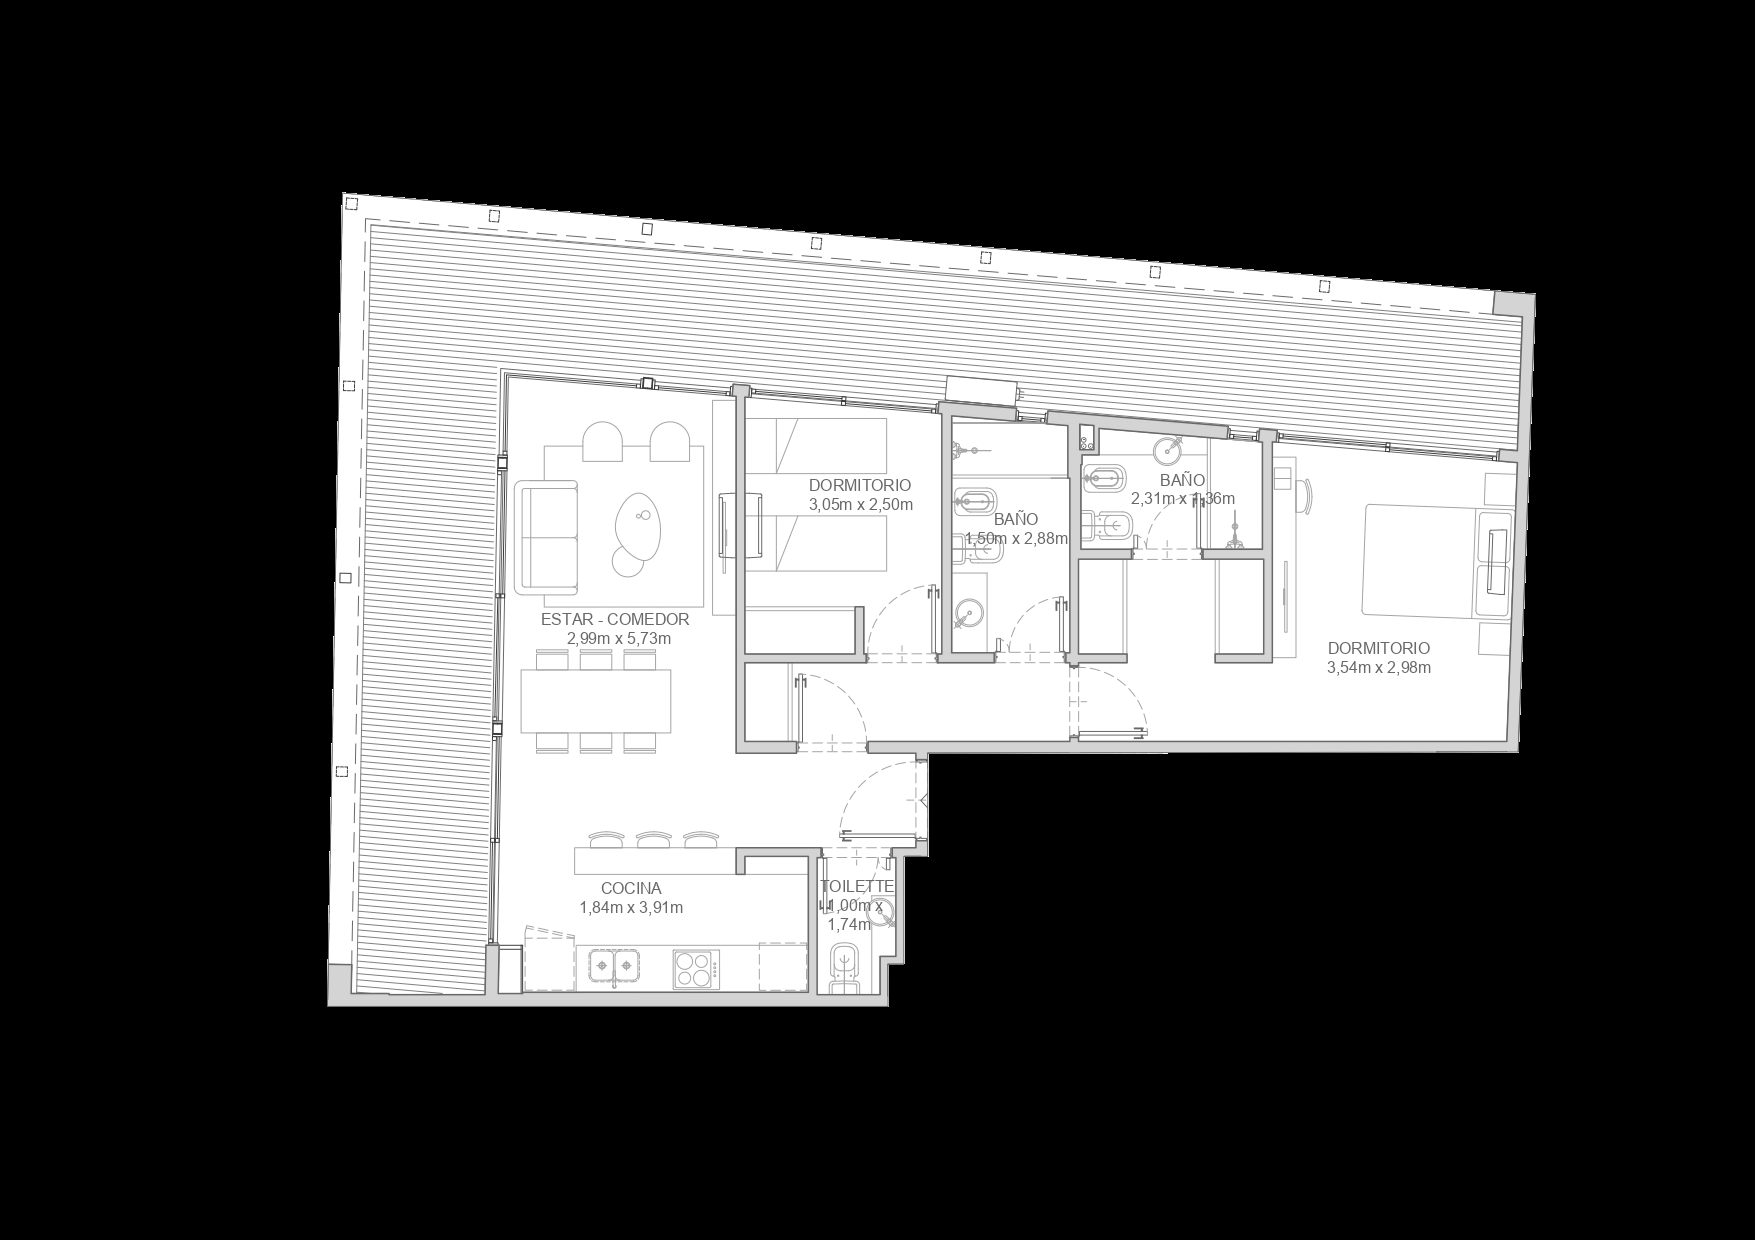 DORMITORIO
3,05m x 2,50m
BAÑO
2,31m x 1,36m
BAÑO
1,50m x 2,88m
ESTAR - COMEDOR
2,99m x 5,73m
DORMITORIO
3,54m x 2,98m
COCINA
1,84m x 3,91m
TOILETTE
1,00m x
1,74m